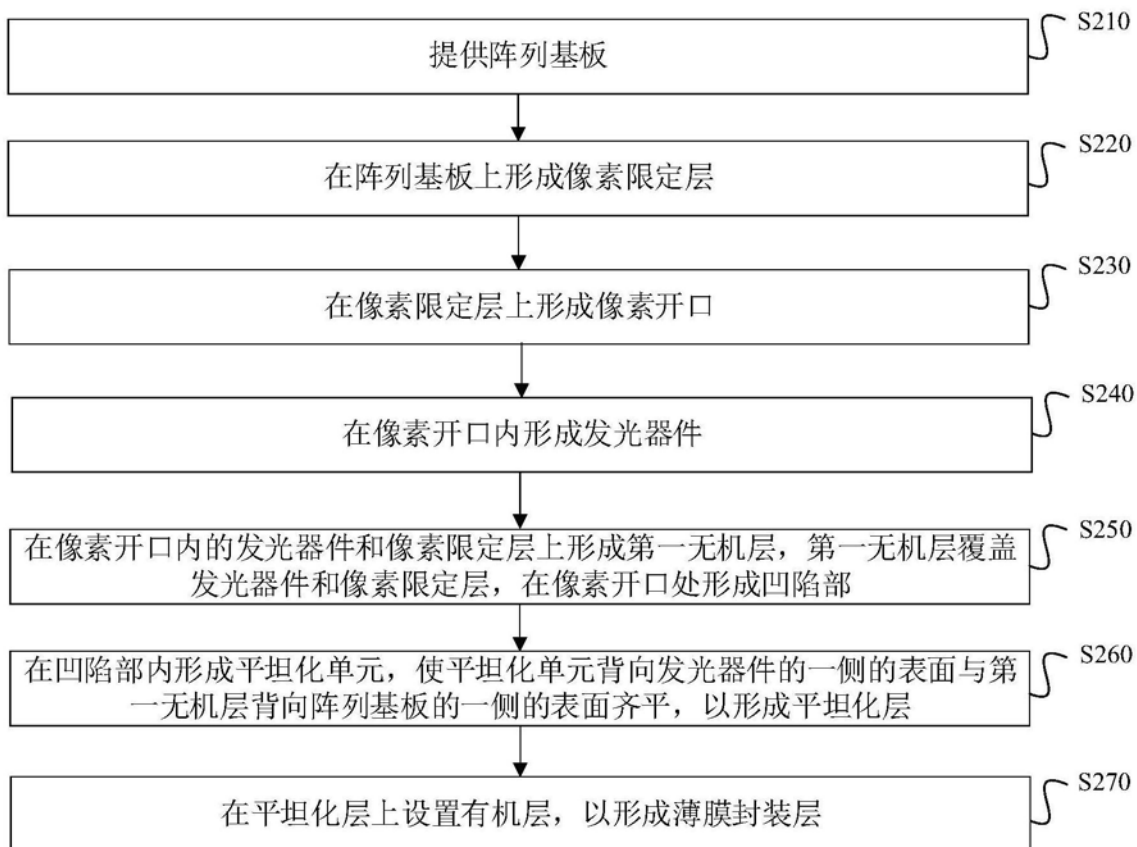 S210
提供阵列基板
S220
在阵列基板上形成像素限定层
S230
在像素限定层上形成像素开口
S240
在像素开口内形成发光器件
S250
在像素开口内的发光器件和像素限定层上形成第一无机层，第一无机层覆盖
发光器件和像素限定层，在像素开口处形成凹陷部
S260
在凹陷部内形成平坦化单元，使平坦化单元背向发光器件的一侧的表面与第
一无机层背向阵列基板的一侧的表面齐平，以形成平坦化层
S270
在平坦化层上设置有机层，以形成薄膜封装层